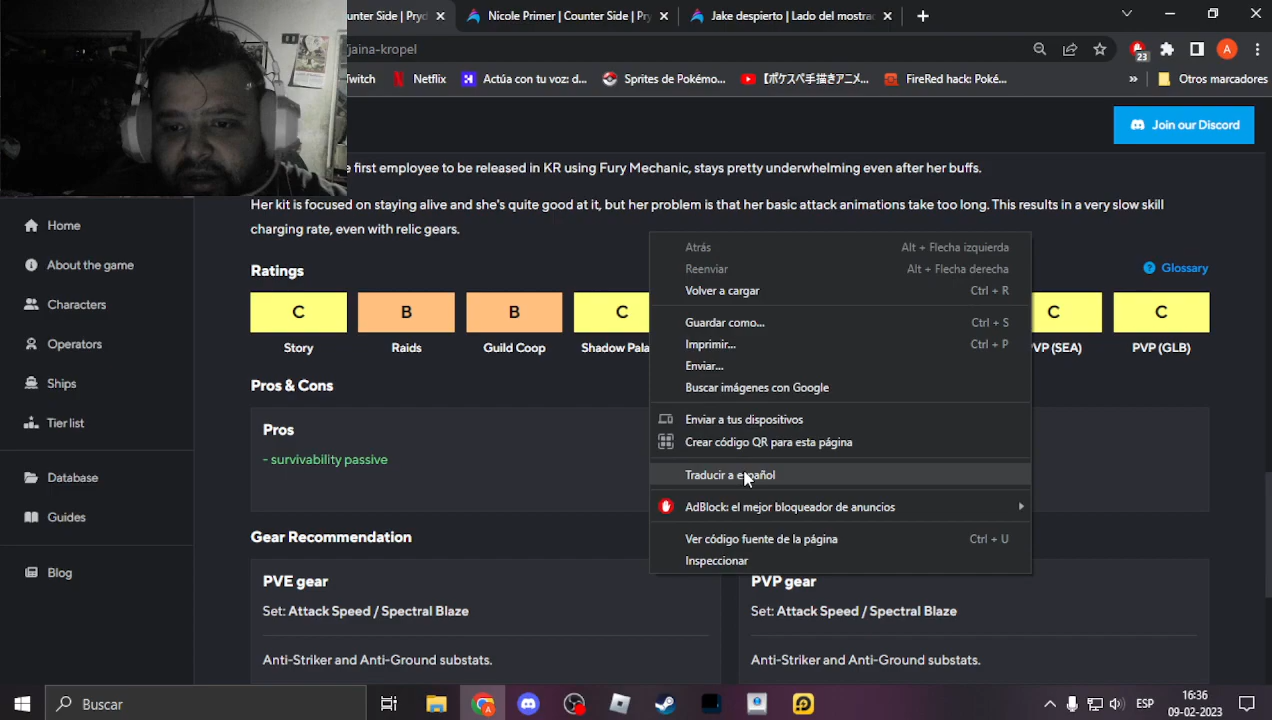 unter Side | Pryd
Nicole Primer | Counter Side | Pry
Jake despierto | Lado del mostra
/jaina-kropel
23
A
witch
Netflix
Actúa con tu voz: d...
Sprites de Pokémo...
【ポケスペ手描きアニメ...
FireRed hack: Poké...
»
Otros marcadores
Join our Discord
e first employee to be released in KR using Fury Mechanic, stays pretty underwhelming even after her buffs.
Her kit is focused on staying alive and she's quite good at it, but her problem is that her basic attack animations take too long. This results in a very slow skill
charging rate, even with relic gears.
Home
About the game
Characters
Operators
Ships
Tier list
Database
Guides
Blog
Ratings
Glossary
C
B
B
C
C
C
Story
Raids
Guild Coop
Shadow Pala
PVP (SEA)
PVP (GLB)
Pros & Cons
Pros
- survivability passive
Gear Recommendation
PVE gear
Set: Attack Speed / Spectral Blaze
Anti-Striker and Anti-Ground substats.
PVP gear
Set: Attack Speed / Spectral Blaze
Anti-Striker and Anti-Ground substats.
Atrás Alt + Flecha izquierda
Reenviar Alt + Flecha derecha
Volver a cargar Ctrl + R
Guardar como... Ctrl + S
Imprimir... Ctrl + P
Enviar...
Buscar imágenes con Google
Enviar a tus dispositivos
Crear código QR para esta página
Traducir a español
AdBlock: el mejor bloqueador de anuncios
Ver código fuente de la página Ctrl + U
Inspeccionar
Buscar
ESP
16:36
09-02-2023